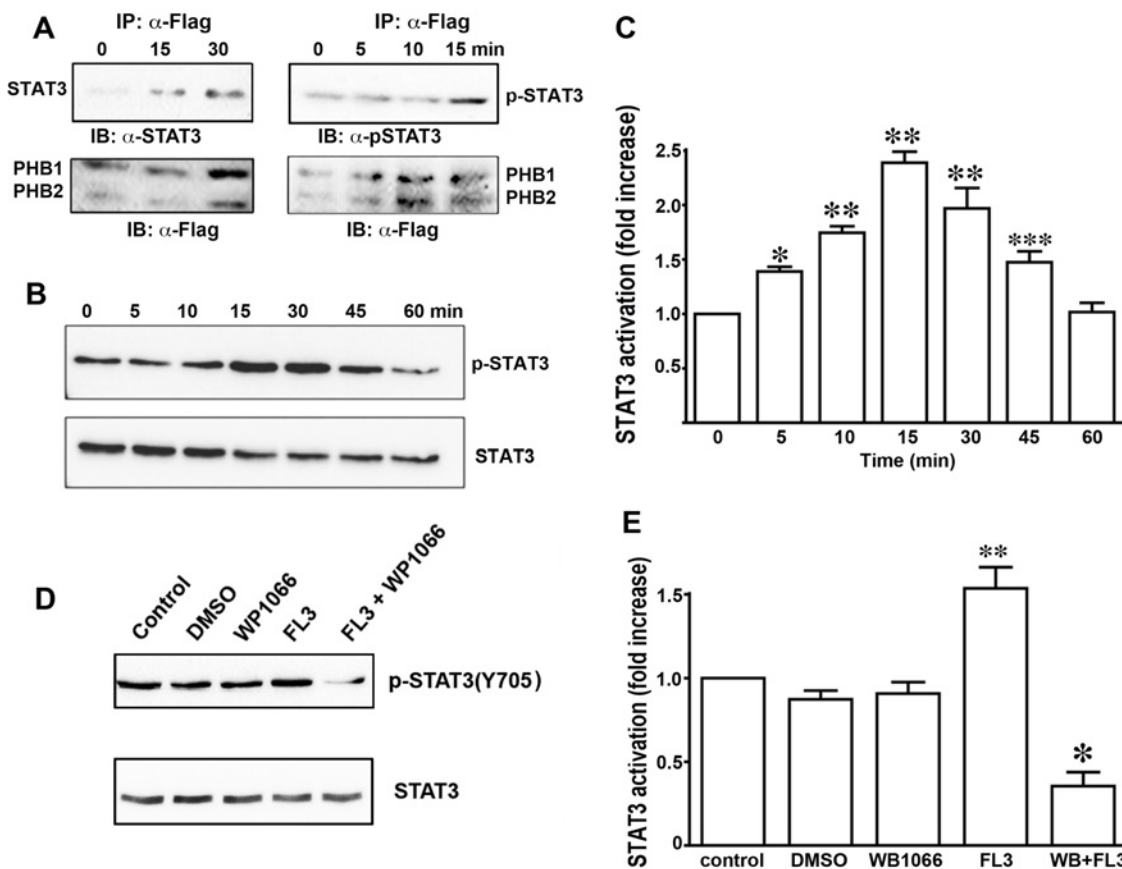 A
IP: α-Flag
0 15 30
STAT3
IB: α-STAT3
PHB1
PHB2
IB: α-Flag
IP: α-Flag
0 5 10 15 min
p-STAT3
IB: α-pSTAT3
PHB1
PHB2
IB: α-Flag
B
0 5 10 15 30 45 60 min
p-STAT3
STAT3
C
STAT3 activation (fold increase)
2.5
2.0
1.5
1.0
0.5
* ** ** ** ***
0 5 10 15 30 45 60
Time (min)
D
Control DMSO WP1066 FL3 FL3 + WP1066
p-STAT3(Y705)
STAT3
E
STAT3 activation (fold increase)
1.5
1.0
0.5
0
** *
control DMSO WB1066 FL3 WB+FL3